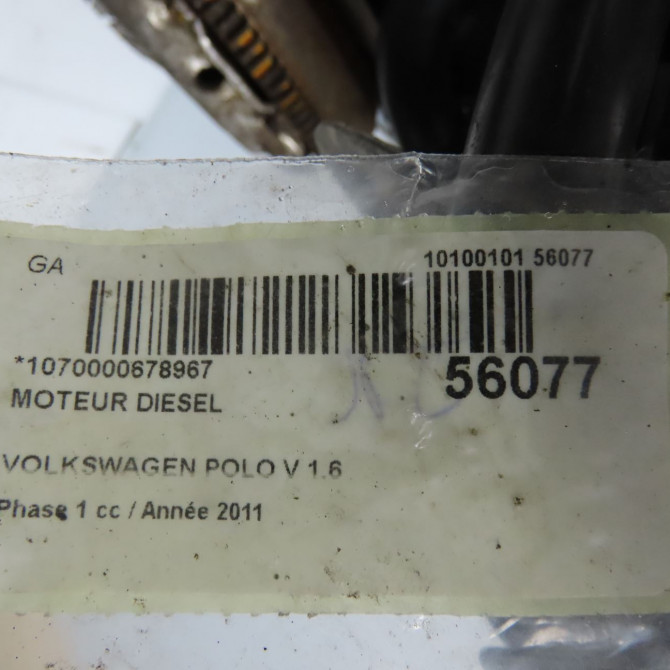 GA 10100101 56077
*1070000678967 56077
MOTEUR DIESEL
VOLKSWAGEN POLO V 1.6
Phase 1 cc / Année 2011